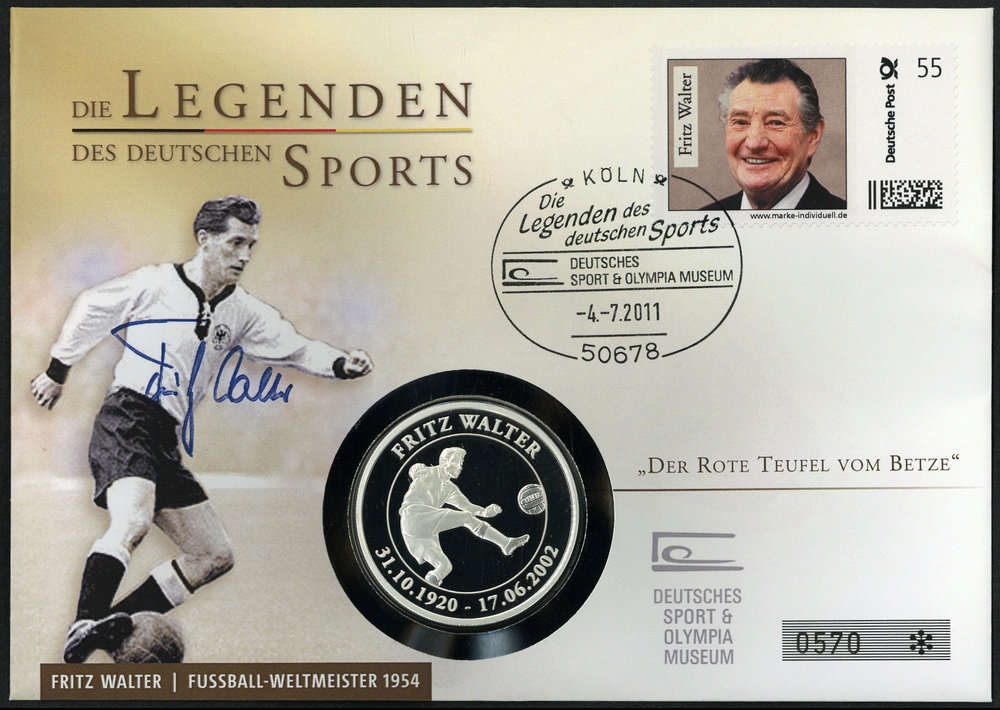 DIE LEGENDEN
DES DEUTSCHEN SPORTS
Fritz Walter
Deutsche Post
55
www.marke-individuell.de
KÖLN
Die
Legenden des
deutschen Sports
DEUTSCHES
SPORT & OLYMPIA MUSEUM
-4.-7.2011
50678
Fritz Walter
FRITZ WALTER
31.10.1920 - 17.06.2002
„DER ROTE TEUFEL VOM BETZE“
DEUTSCHES
SPORT &
OLYMPIA
MUSEUM
0570
FRITZ WALTER | FUSSBALL-WELTMEISTER 1954